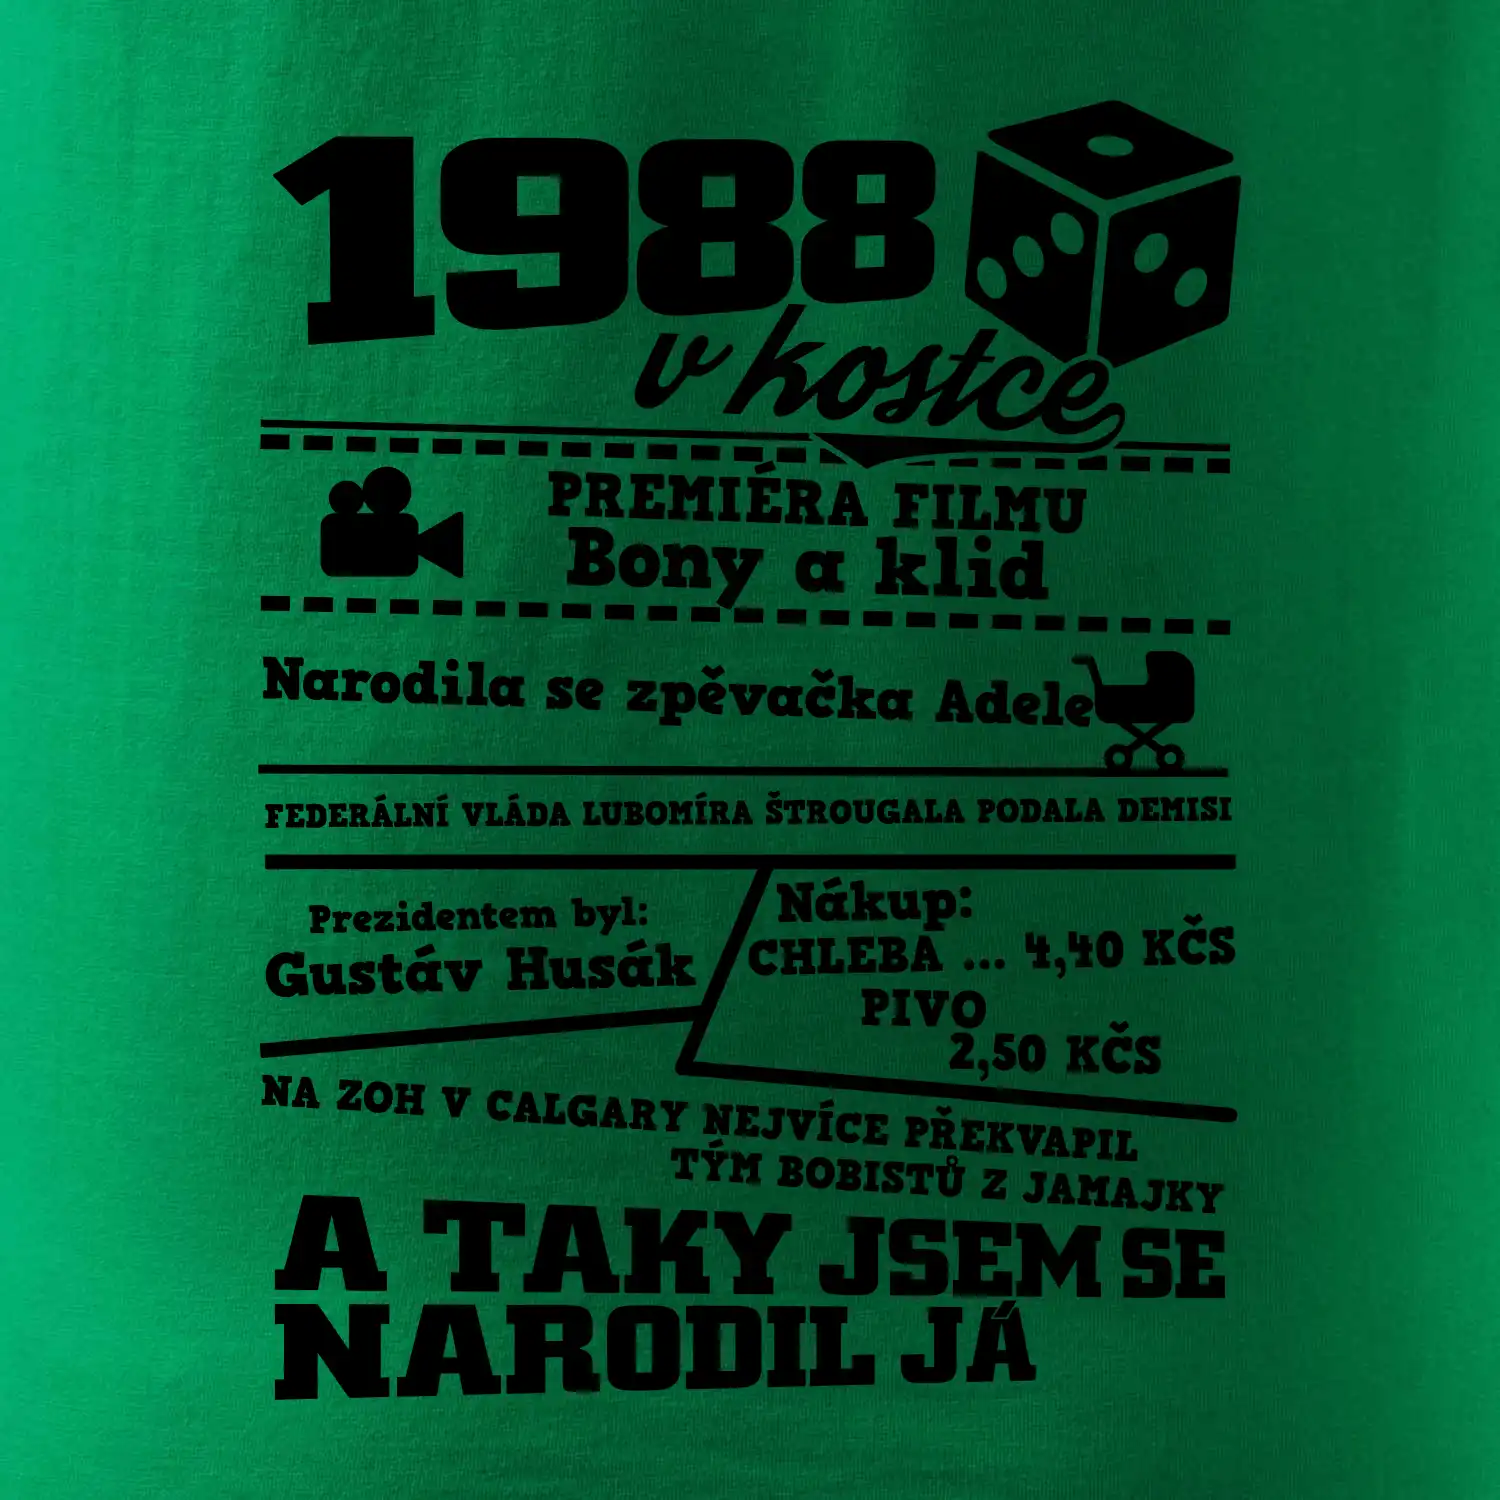 1988
v kostce
PREMIÉRA FILMU
Bony a klid
Narodila se zpěvačka Adele
FEDERÁLNÍ VLÁDA LUBOMÍRA ŠTROUGALA PODALA DEMISI
Prezidentem byl:
Gustáv Husák
Nákup:
CHLEBA ... 4,40 KČS
PIVO
2,50 KČS
NA ZOH V CALGARY NEJVÍCE PŘEKVAPIL
TÝM BOBISTŮ Z JAMAJKY
A TAKY JSEM SE
NARODIL JÁ